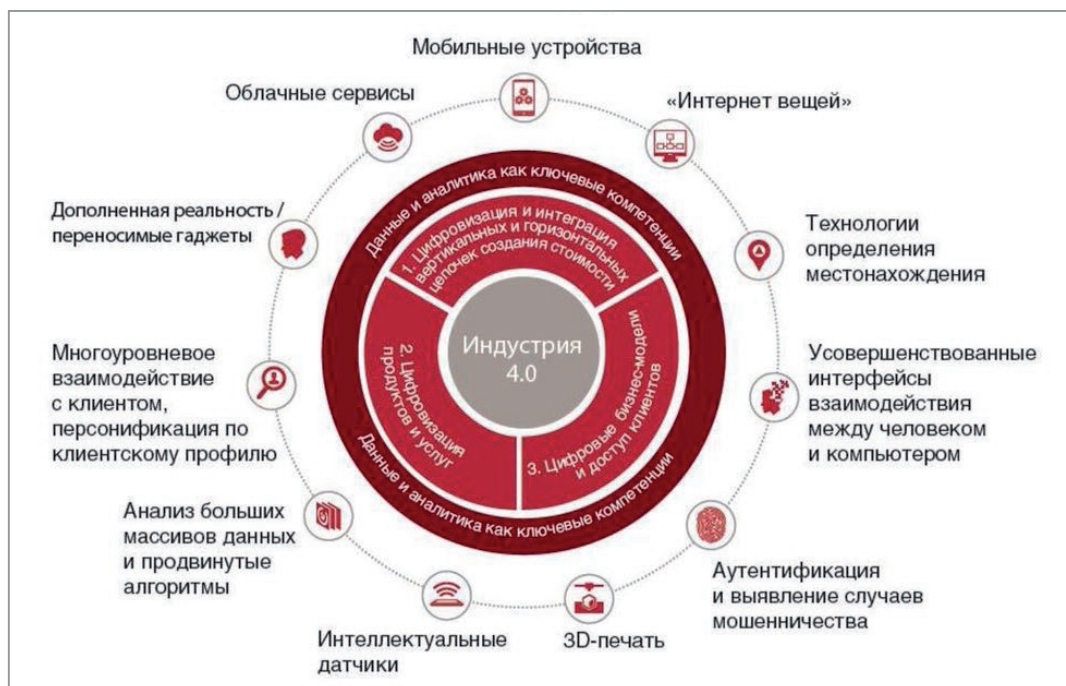 Мобильные устройства
Облачные сервисы
«Интернет вещей»
Дополненная реальность /
переносимые гаджеты
Технологии
определения
местонахождения
Данные и аналитика как ключевые компетенции
1. Цифровизация и интеграция
вертикальных и горизонтальных
цепочек создания стоимости
Индустрия
4.0
2. Цифровизация
продуктов и услуг
3. Цифровые бизнес-модели
и доступ клиентов
Данные и аналитика как ключевые компетенции
Многоуровневое
взаимодействие
с клиентом,
персонификация по
клиентскому профилю
Усовершенствованные
интерфейсы
взаимодействия
между человеком
и компьютером
Анализ больших
массивов данных
и продвинутые
алгоритмы
Аутентификация
и выявление случаев
мошенничества
Интеллектуальные
датчики
3D-печать